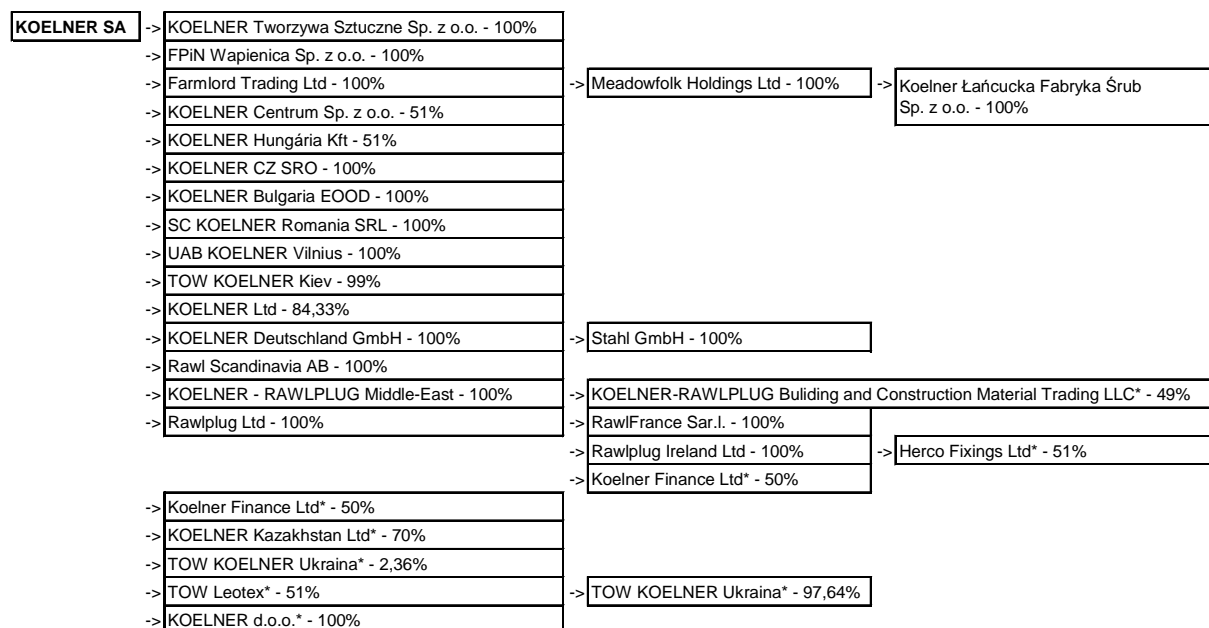 KOELNER SA -> KOELNER Tworzywa Sztuczne Sp. z o.o. - 100%
-> FPiN Wapienica Sp. z o.o. - 100%
-> Farmlord Trading Ltd - 100% -> Meadowfolk Holdings Ltd - 100% -> Koelner Łańcucka Fabryka Śrub
Sp. z o.o. - 100%
-> KOELNER Centrum Sp. z o.o. - 51%
-> KOELNER Hungária Kft - 51%
-> KOELNER CZ SRO - 100%
-> KOELNER Bulgaria EOOD - 100%
-> SC KOELNER Romania SRL - 100%
-> UAB KOELNER Vilnius - 100%
-> TOW KOELNER Kiev - 99%
-> KOELNER Ltd - 84,33%
-> KOELNER Deutschland GmbH - 100% -> Stahl GmbH - 100%
-> Rawl Scandinavia AB - 100%
-> KOELNER - RAWLPLUG Middle-East - 100% -> KOELNER-RAWLPLUG Buliding and Construction Material Trading LLC* - 49%
-> Rawlplug Ltd - 100% -> RawlFrance Sar.l. - 100%
-> Rawlplug Ireland Ltd - 100% -> Herco Fixings Ltd* - 51%
-> Koelner Finance Ltd* - 50%
-> Koelner Finance Ltd* - 50%
-> KOELNER Kazakhstan Ltd* - 70%
-> TOW KOELNER Ukraina* - 2,36%
-> TOW Leotex* - 51% -> TOW KOELNER Ukraina* - 97,64%
-> KOELNER d.o.o.* - 100%